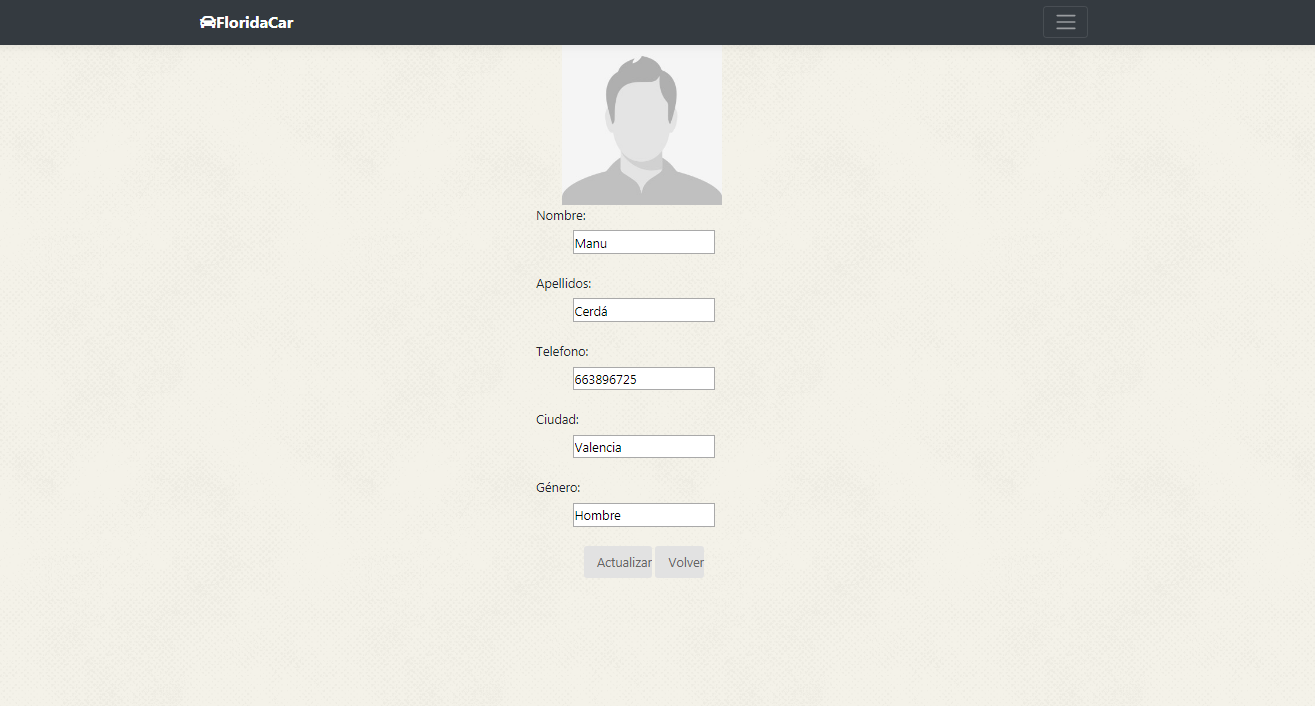 FloridaCar
Nombre:
Manu
Apellidos:
Cerdá
Telefono:
663896725
Ciudad:
Valencia
Género:
Hombre
Actualizar Volver